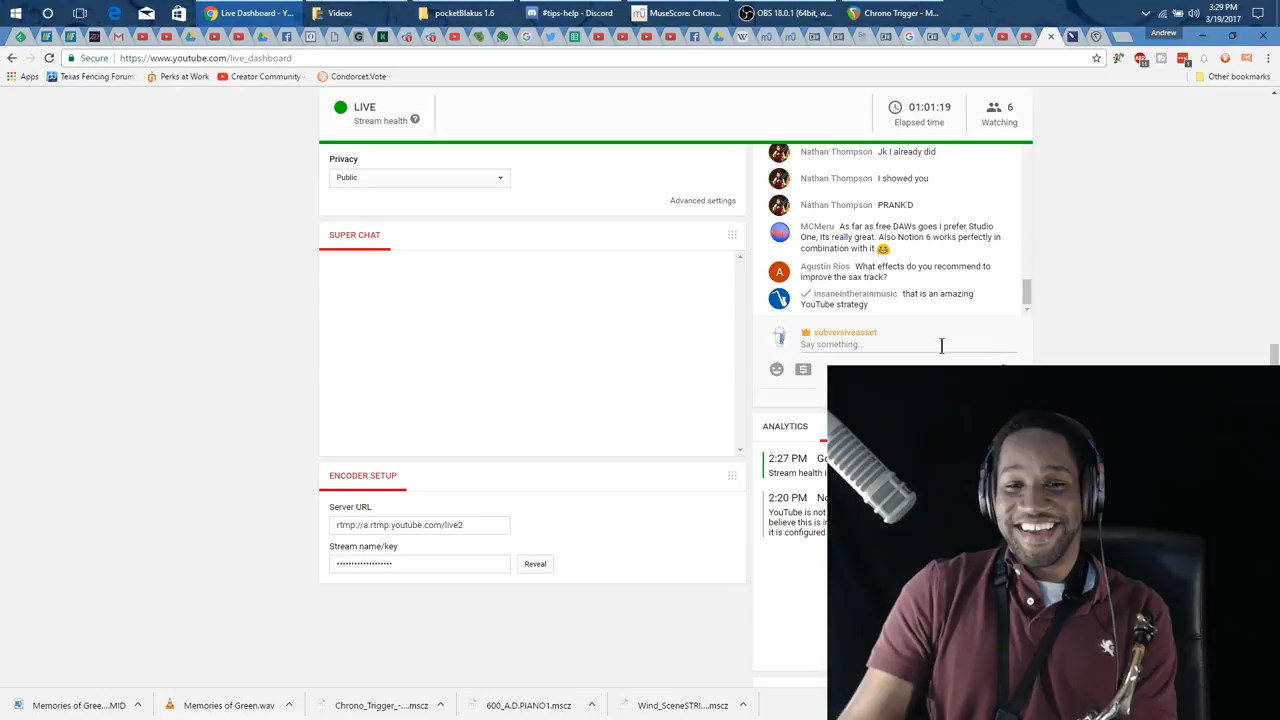 Live Dashboard - Y...
Videos
pocketBlakus 1.6
#tips-help - Discord
MuseScore: Chron...
OBS 18.0.1 (64bit, w...
Chrono Trigger - M...
3:29 PM
3/19/2017
Andrew
Secure
https://www.youtube.com/live_dashboard
Apps
Texas Fencing Forum
Perks at Work
Creator Community
Condorcet.Vote
Other bookmarks
LIVE
Stream health
01:01:19
Elapsed time
6
Watching
Privacy
Public
Advanced settings
SUPER CHAT
ENCODER SETUP
Server URL
rtmp://a.rtmp.youtube.com/live2
Stream name/key
Reveal
Nathan Thompson Jk I already did
Nathan Thompson I showed you
Nathan Thompson PRANK'D
MCMeru As far as free DAWs goes I prefer Studio
One, Its really great. Also Notion 6 works perfectly in
combination with it
Agustín Ríos What effects do you recommend to
improve the sax track?
insaneintherainmusic that is an amazing
YouTube strategy
subversiveasset
Say something...
ANALYTICS
2:27 PM
Stream health i
2:20 PM
YouTube is not
believe this is i
it is configured
Memories of Gree....MID
Memories of Green.wav
Chrono_Trigger_-....mscz
600_A.D.PIANO1.mscz
Wind_SceneSTRI....mscz